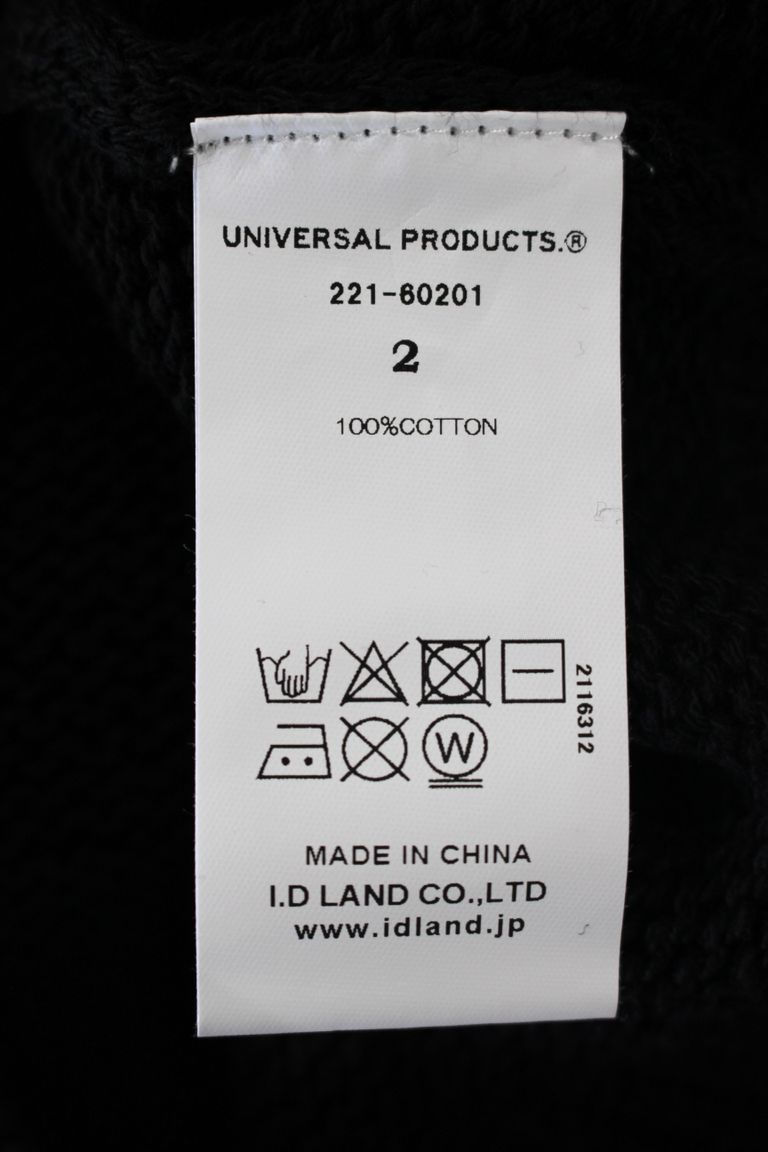 UNIVERSAL PRODUCTS.®
221-60201
2
100%COTTON
W
2116312
MADE IN CHINA
I.D LAND CO.,LTD
www.idland.jp